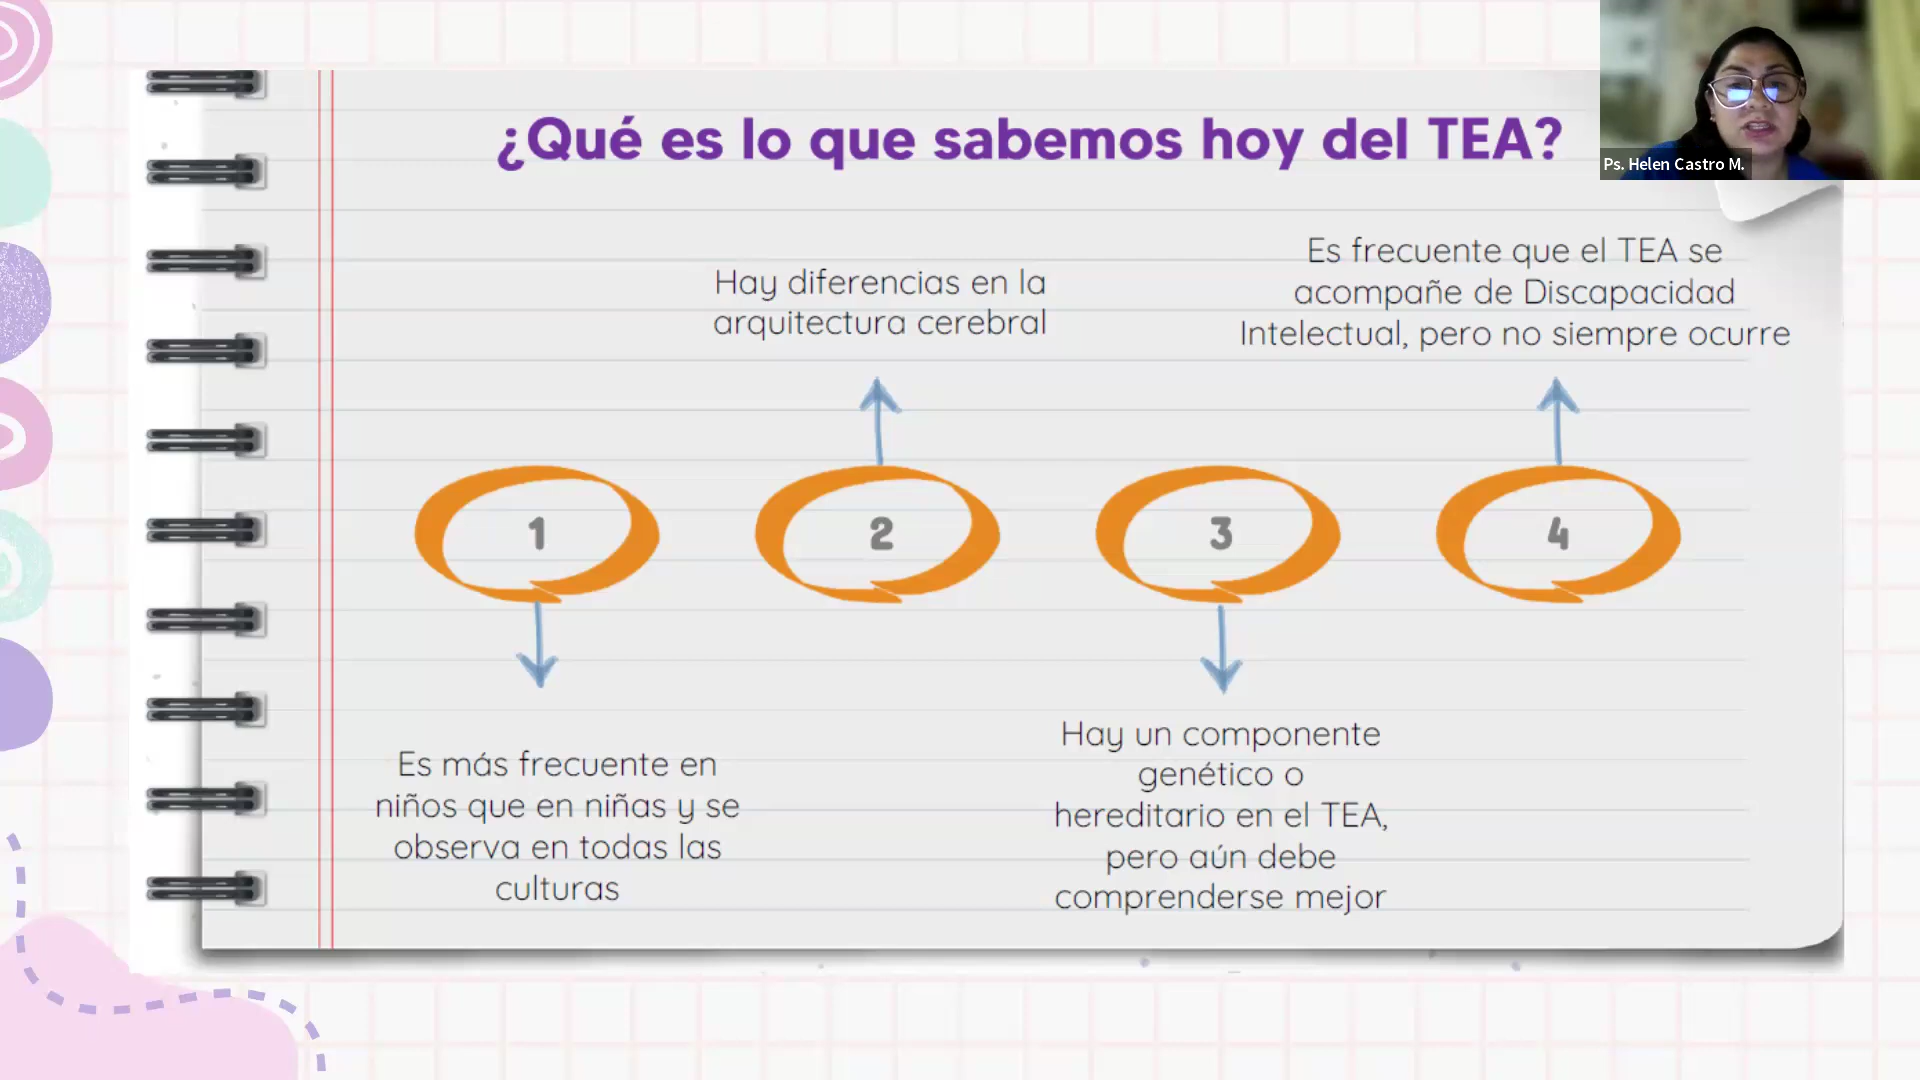 ¿Qué es lo que sabemos hoy del TEA?
Ps. Helen Castro M.
Hay diferencias en la
arquitectura cerebral
Es frecuente que el TEA se
acompañe de Discapacidad
Intelectual, pero no siempre ocurre
1
2
3
4
Es más frecuente en
niños que en niñas y se
observa en todas las
culturas
Hay un componente
genético o
hereditario en el TEA,
pero aún debe
comprenderse mejor